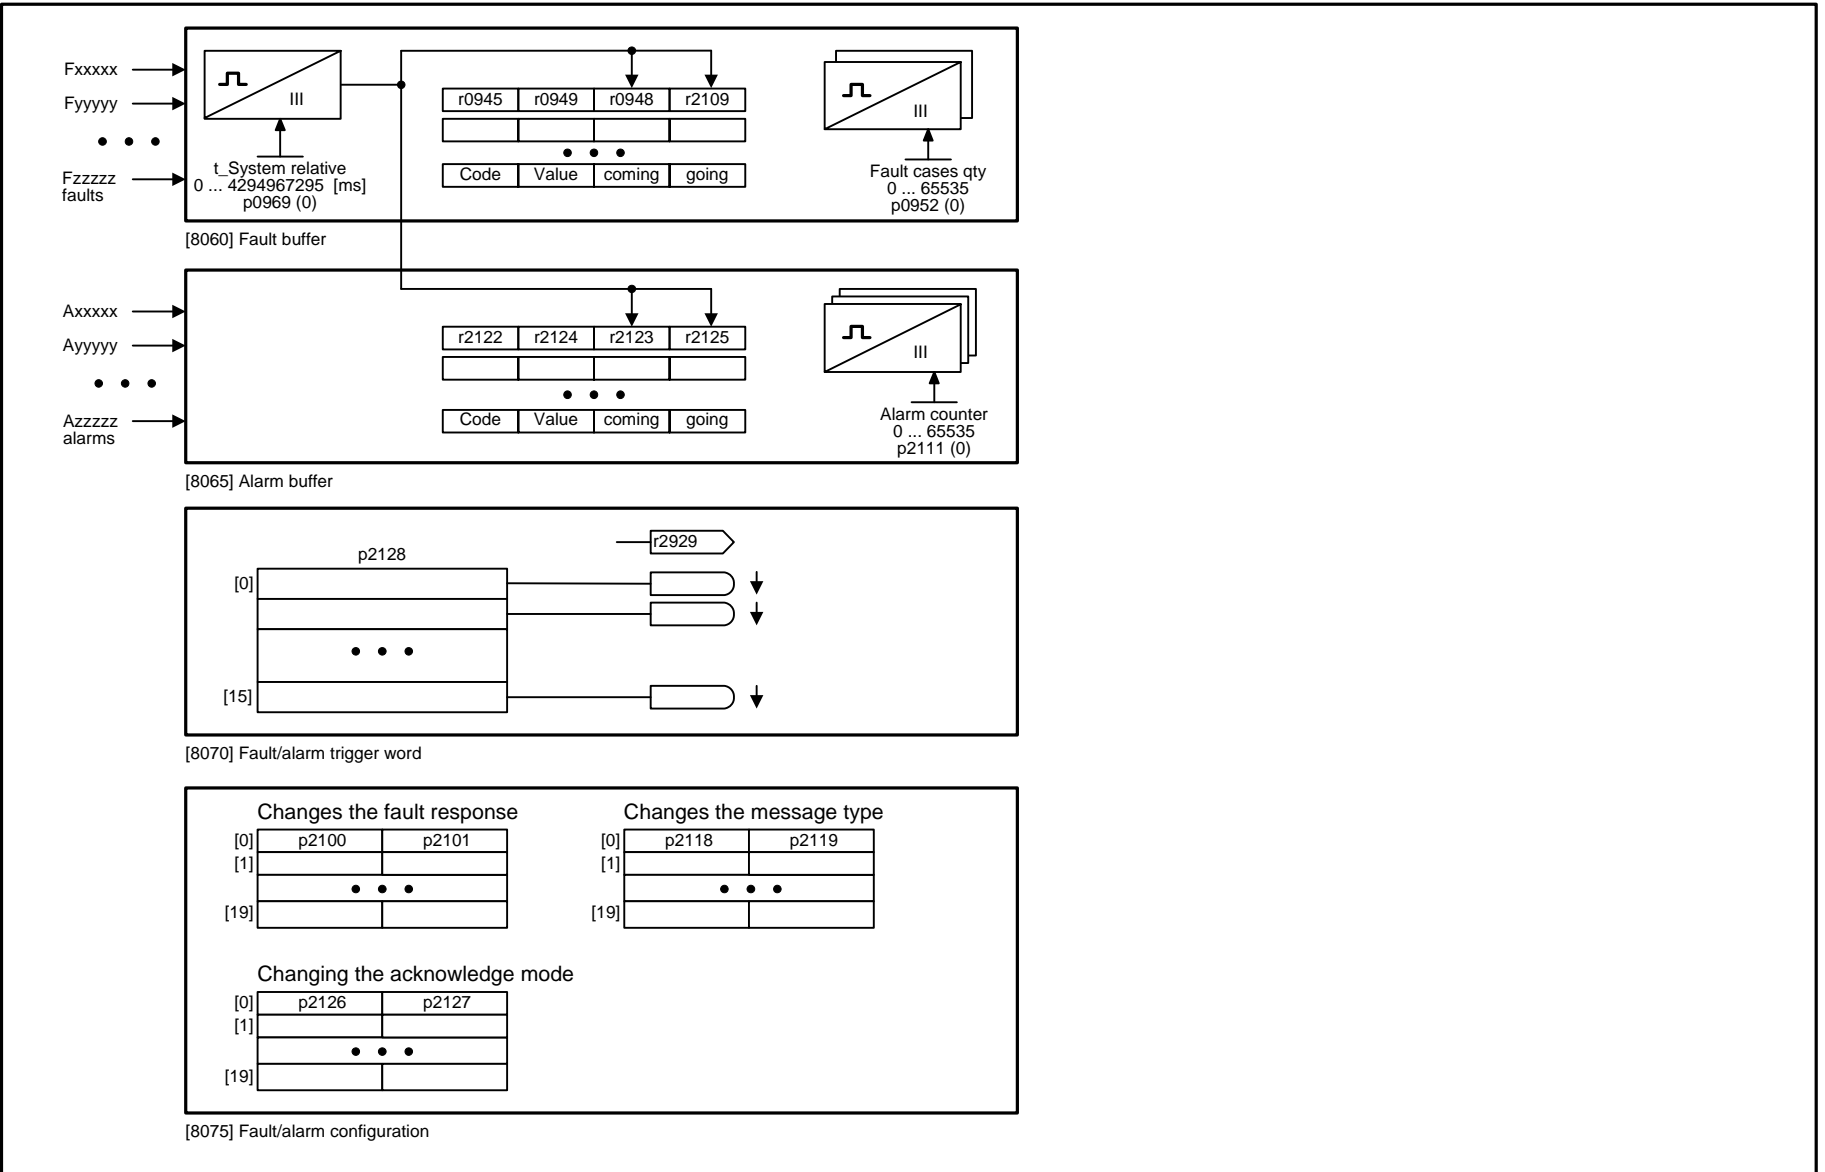 Fxxxxx
Fyyyyy
Fzzzzz
faults
III
t_System relative
0 ... 4294967295 [ms]
p0969 (0)
r0945 r0949 r0948 r2109
Code Value coming going
III
Fault cases qty
0 ... 65535
p0952 (0)
[8060] Fault buffer
Axxxxx
Ayyyyy
Azzzzz
alarms
r2122 r2124 r2123 r2125
Code Value coming going
III
Alarm counter
0 ... 65535
p2111 (0)
[8065] Alarm buffer
p2128
r2929
[0]
[15]
[8070] Fault/alarm trigger word
Changes the fault response
[0] p2100 p2101
[1]
[19]
Changes the message type
[0] p2118 p2119
[1]
[19]
Changing the acknowledge mode
[0] p2126 p2127
[1]
[19]
[8075] Fault/alarm configuration